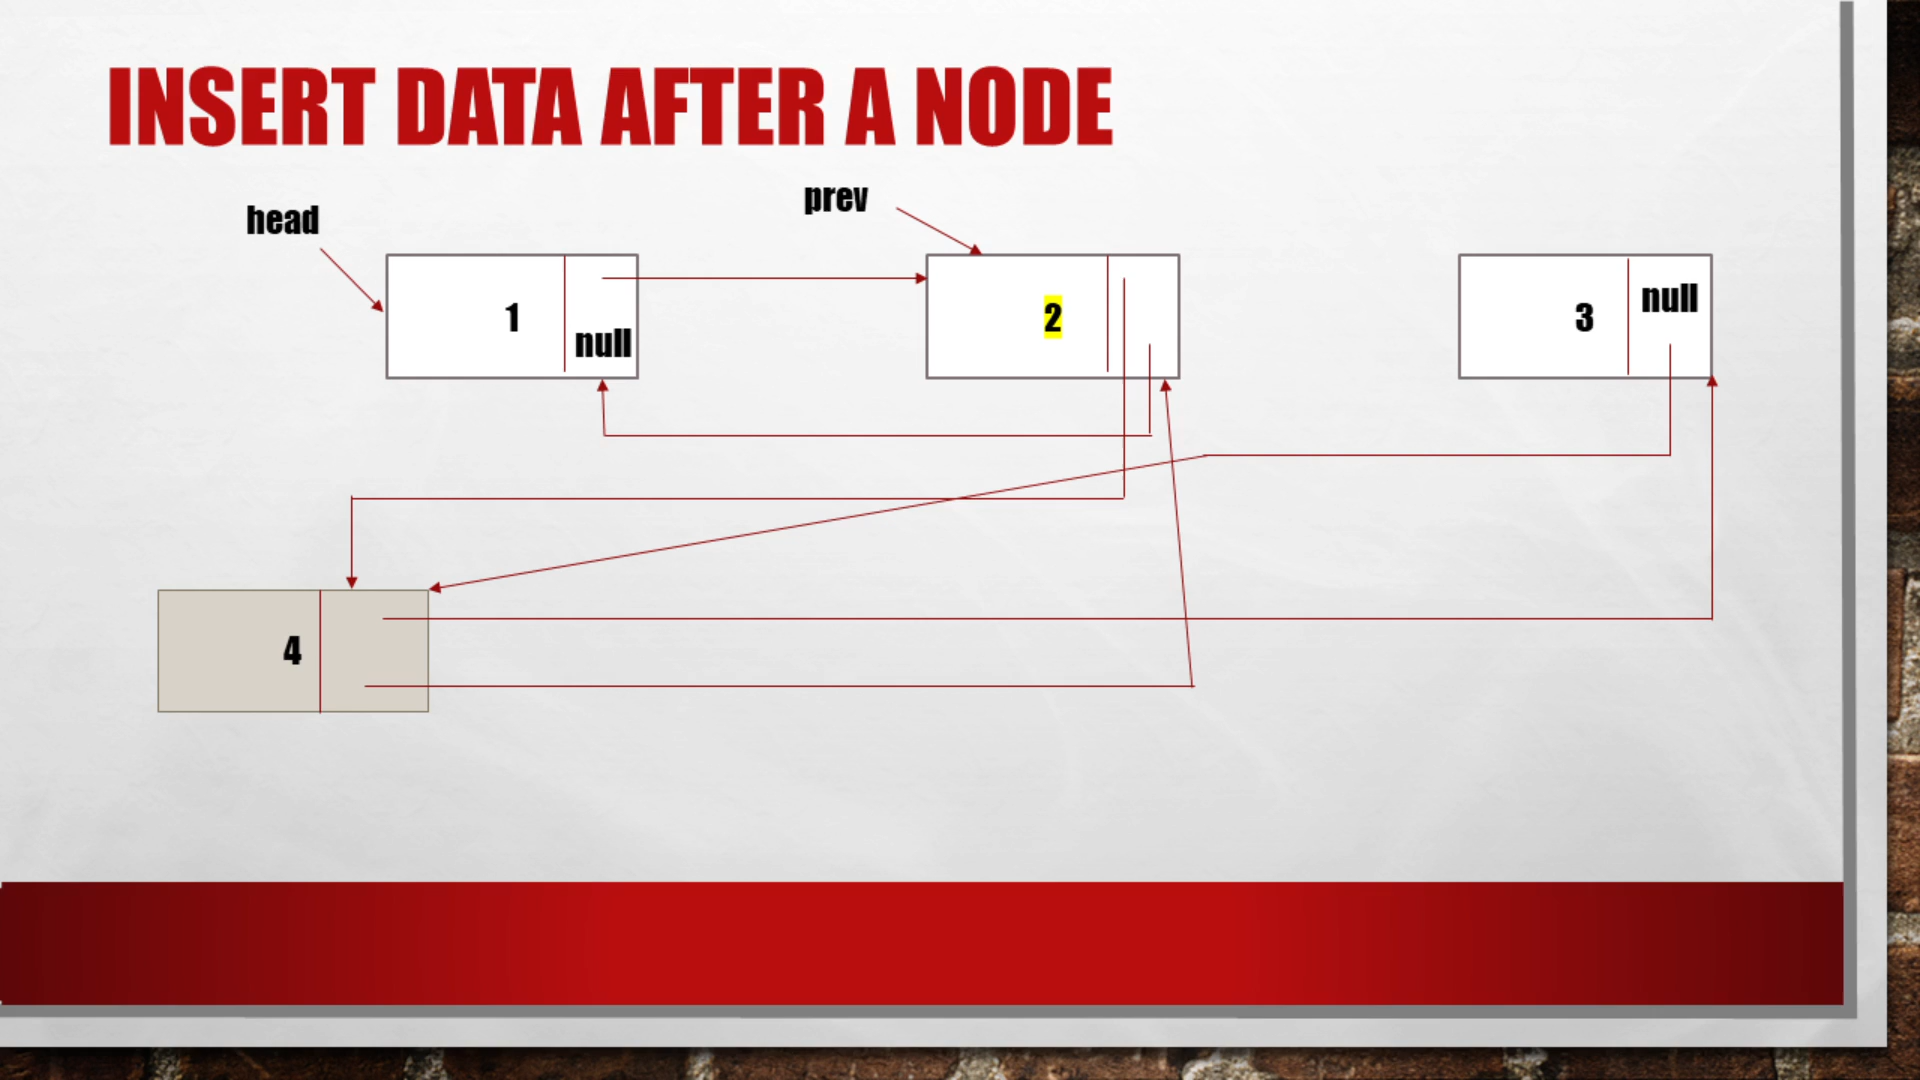 INSERT DATA AFTER A NODE
prev
head
1
null
2
3
null
4